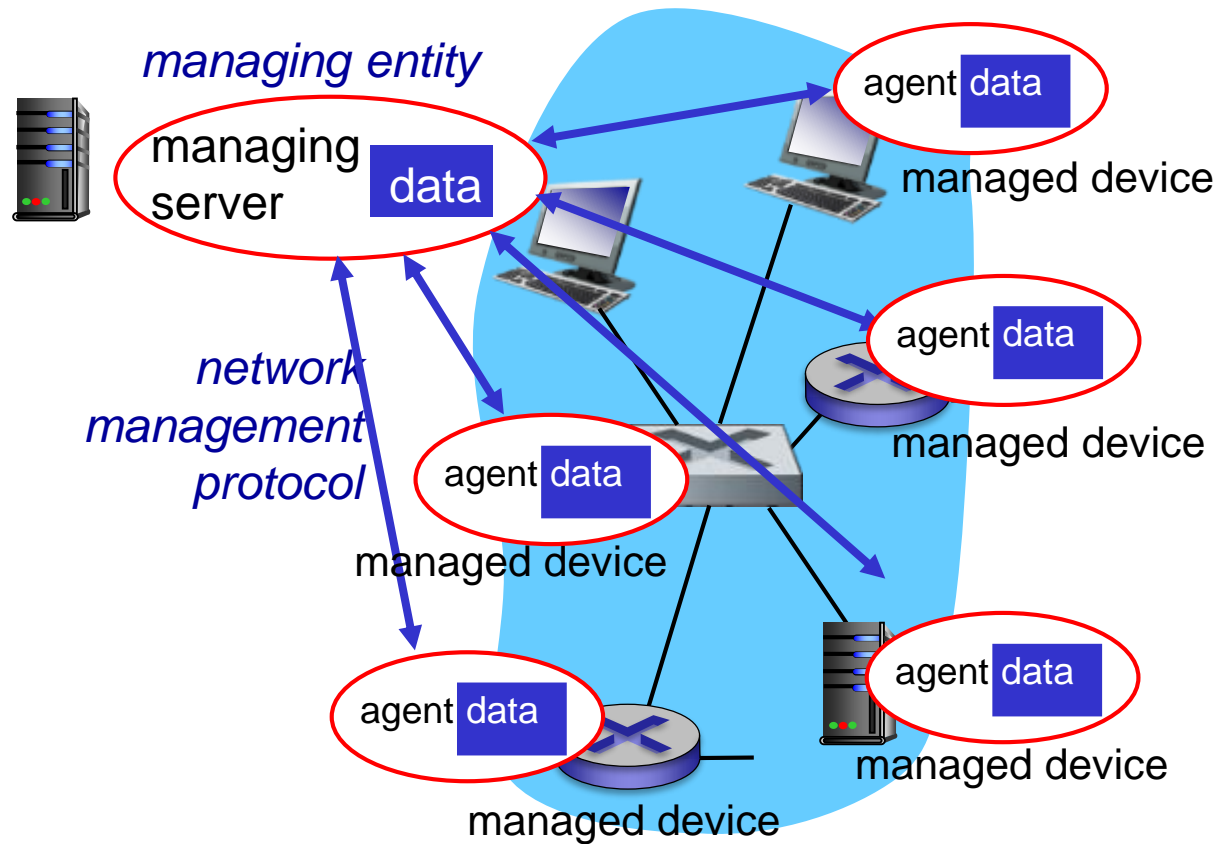 managing entity
managing
server
data
agent data
managed device
agent data
managed device
network
management
protocol
agent data
managed device
agent data
managed device
agent data
managed device